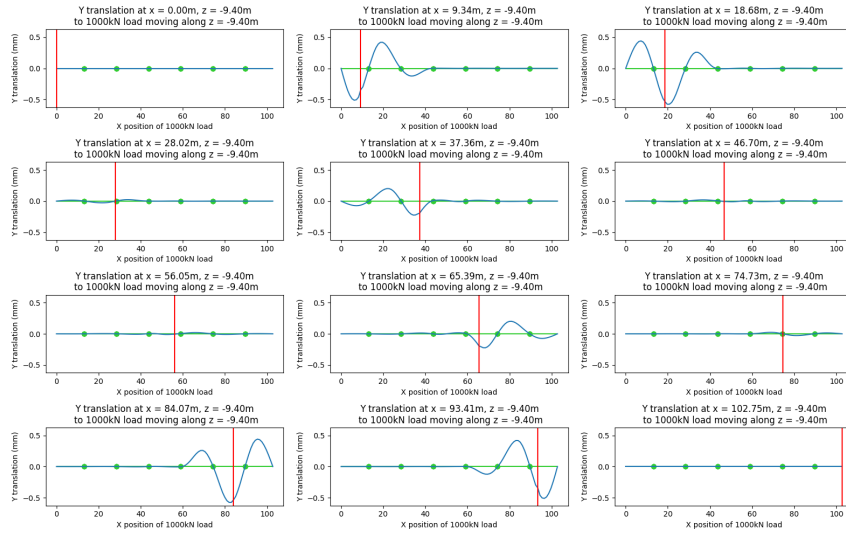 Y translation at x = 0.00m, z = -9.40m
to 1000kN load moving along z = -9.40m
Y translation (mm)
0.5
0.0
−0.5
0 20 40 60 80 100
X position of 1000kN load
Y translation at x = 9.34m, z = -9.40m
to 1000kN load moving along z = -9.40m
Y translation (mm)
0.5
0.0
−0.5
0 20 40 60 80 100
X position of 1000kN load
Y translation at x = 18.68m, z = -9.40m
to 1000kN load moving along z = -9.40m
Y translation (mm)
0.5
0.0
−0.5
0 20 40 60 80 100
X position of 1000kN load
Y translation at x = 28.02m, z = -9.40m
to 1000kN load moving along z = -9.40m
Y translation (mm)
0.5
0.0
−0.5
0 20 40 60 80 100
X position of 1000kN load
Y translation at x = 37.36m, z = -9.40m
to 1000kN load moving along z = -9.40m
Y translation (mm)
0.5
0.0
−0.5
0 20 40 60 80 100
X position of 1000kN load
Y translation at x = 46.70m, z = -9.40m
to 1000kN load moving along z = -9.40m
Y translation (mm)
0.5
0.0
−0.5
0 20 40 60 80 100
X position of 1000kN load
Y translation at x = 56.05m, z = -9.40m
to 1000kN load moving along z = -9.40m
Y translation (mm)
0.5
0.0
−0.5
0 20 40 60 80 100
X position of 1000kN load
Y translation at x = 65.39m, z = -9.40m
to 1000kN load moving along z = -9.40m
Y translation (mm)
0.5
0.0
−0.5
0 20 40 60 80 100
X position of 1000kN load
Y translation at x = 74.73m, z = -9.40m
to 1000kN load moving along z = -9.40m
Y translation (mm)
0.5
0.0
−0.5
0 20 40 60 80 100
X position of 1000kN load
Y translation at x = 84.07m, z = -9.40m
to 1000kN load moving along z = -9.40m
Y translation (mm)
0.5
0.0
−0.5
0 20 40 60 80 100
X position of 1000kN load
Y translation at x = 93.41m, z = -9.40m
to 1000kN load moving along z = -9.40m
Y translation (mm)
0.5
0.0
−0.5
0 20 40 60 80 100
X position of 1000kN load
Y translation at x = 102.75m, z = -9.40m
to 1000kN load moving along z = -9.40m
Y translation (mm)
0.5
0.0
−0.5
0 20 40 60 80 100
X position of 1000kN load